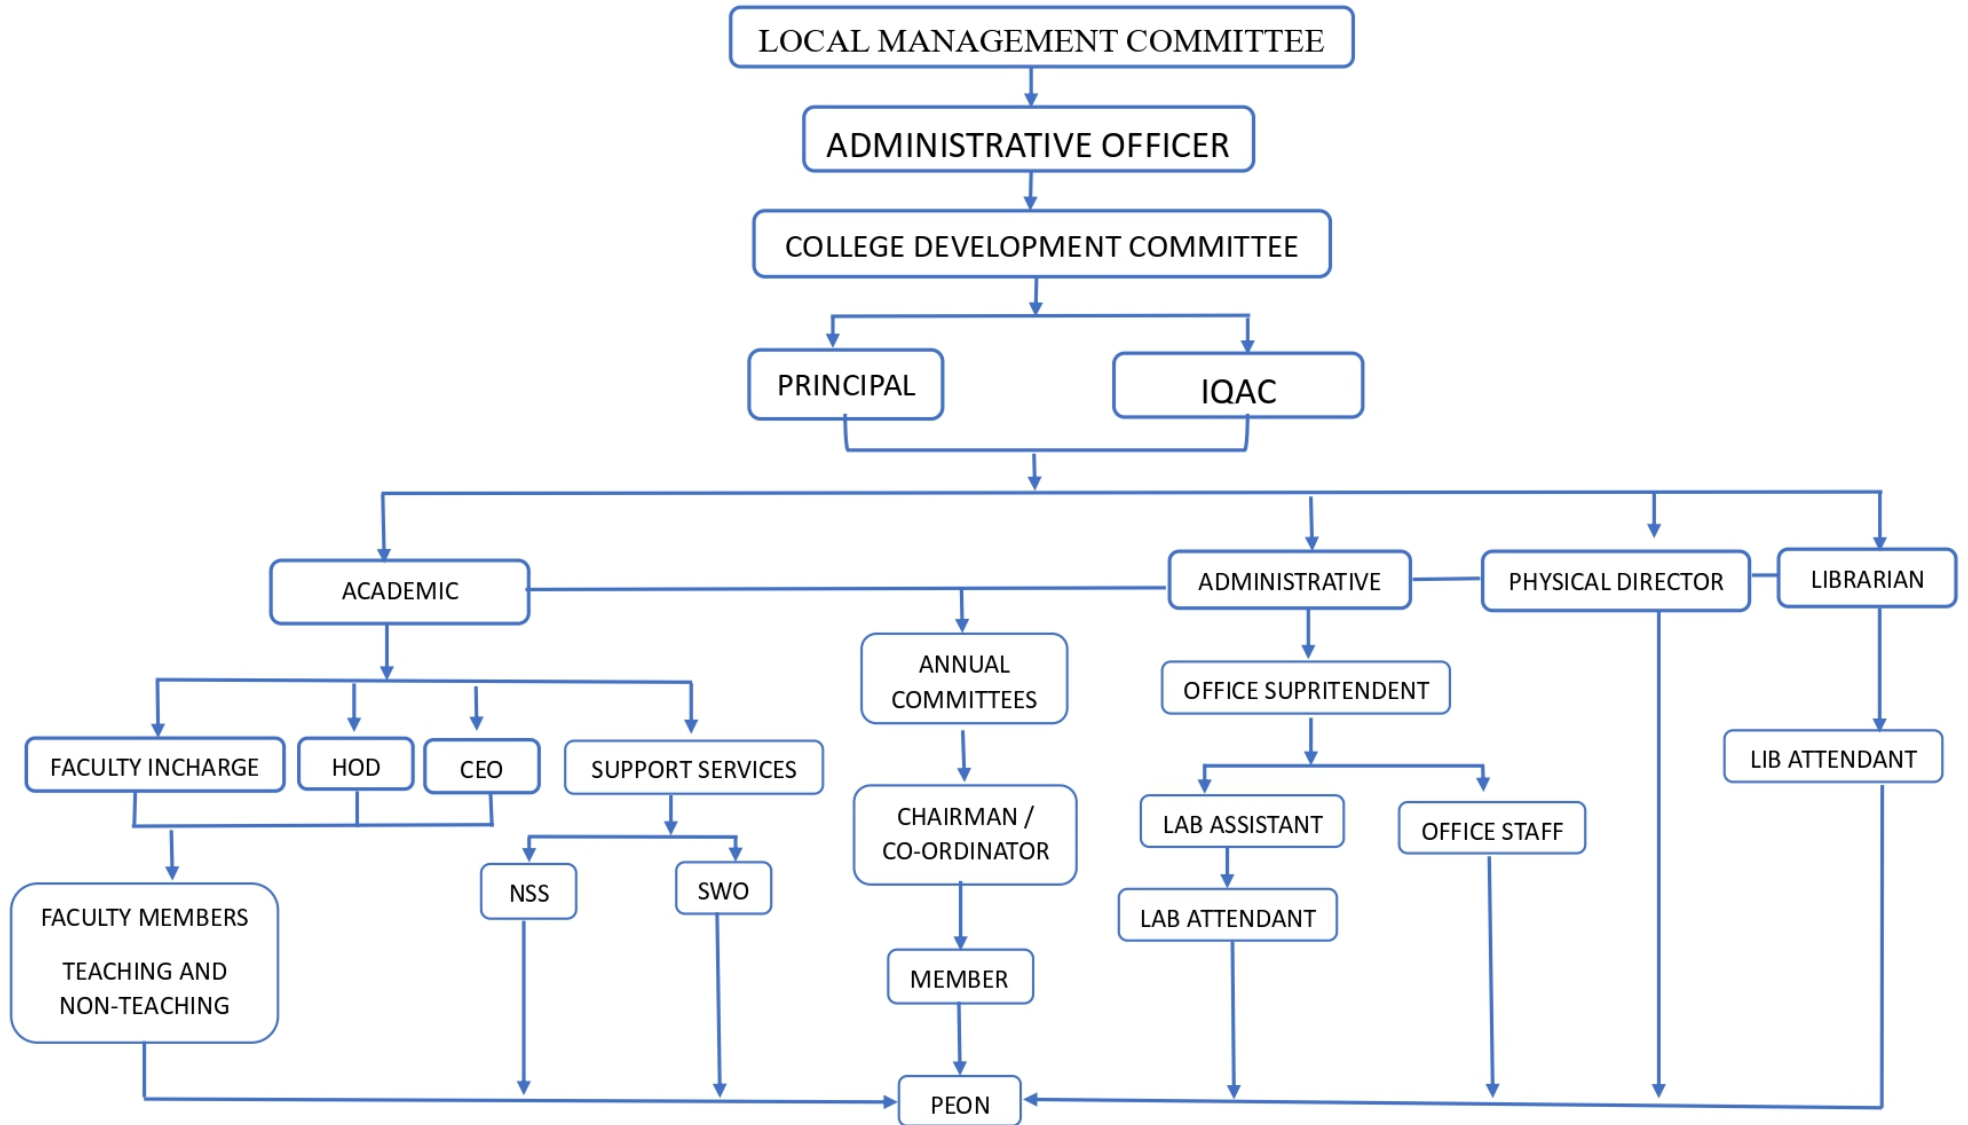 LOCAL MANAGEMENT COMMITTEE
ADMINISTRATIVE OFFICER
COLLEGE DEVELOPMENT COMMITTEE
PRINCIPAL
IQAC
ACADEMIC
ADMINISTRATIVE
PHYSICAL DIRECTOR
LIBRARIAN
ANNUAL
COMMITTEES
OFFICE SUPRITENDENT
FACULTY INCHARGE
HOD
CEO
SUPPORT SERVICES
LIB ATTENDANT
CHAIRMAN /
CO-ORDINATOR
LAB ASSISTANT
OFFICE STAFF
NSS
SWO
LAB ATTENDANT
FACULTY MEMBERS
TEACHING AND
NON-TEACHING
MEMBER
PEON